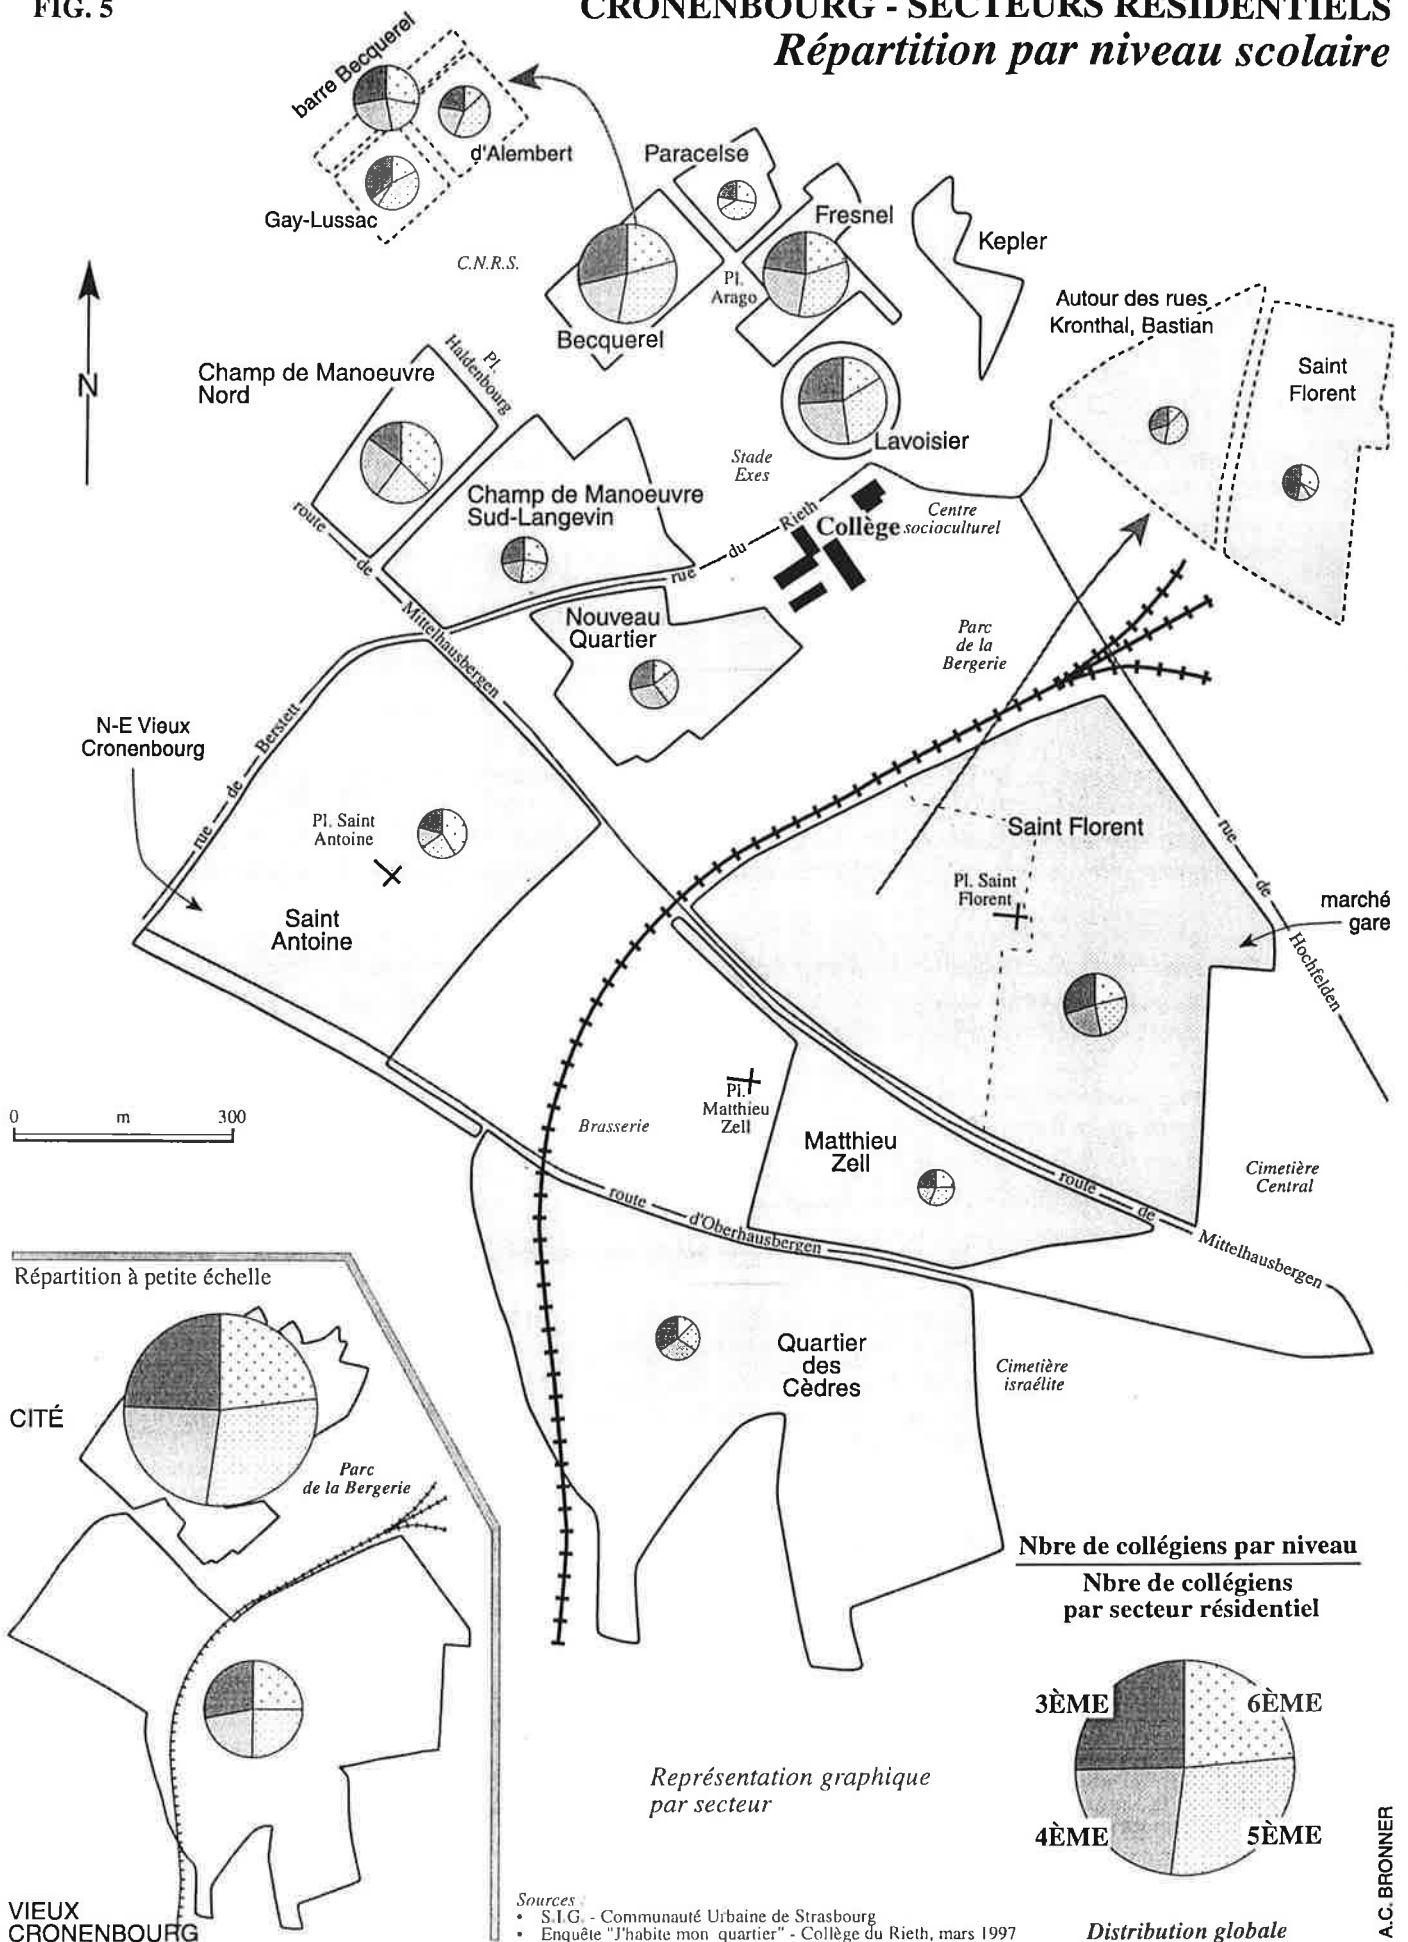 FIG. 5
CRONENBOURG - SECTEURS RÉSIDENTIELS
Répartition par niveau scolaire
barre Becquerel
d'Alembert
Gay-Lussac
Paracelse
Fresnel
Kepler
C.N.R.S.
Pl.
Arago
Becquerel
Autour des rues
Kronthal, Bastian
Saint
Florent
N
Champ de Manoeuvre
Nord
Pl.
Haldenbourg
Lavoisier
Stade
Exes
Champ de Manoeuvre
Sud-Langevin
Collège
Centre
socioculturel
rue du Rieth
route de Mittelhausbergen
Nouveau
Quartier
Parc
de la
Bergerie
N-E Vieux
Cronenbourg
rue de Berstett
Pl. Saint
Antoine
Saint
Antoine
Saint Florent
Pl. Saint
Florent
rue de Hochfelden
marché
gare
0 m 300
Brasserie
Pl.
Matthieu
Zell
Matthieu
Zell
route d'Oberhausbergen
route de Mittelhausbergen
Cimetière
Central
Quartier
des
Cèdres
Cimetière
israélite
Répartition à petite échelle
CITÉ
Parc
de la Bergerie
VIEUX
CRONENBOURG
Nbre de collégiens par niveau
Nbre de collégiens
par secteur résidentiel
3ÈME
6ÈME
4ÈME
5ÈME
Représentation graphique
par secteur
Distribution globale
Sources :
• S.I.G. - Communauté Urbaine de Strasbourg
• Enquête "J'habite mon quartier" - Collège du Rieth, mars 1997
A.C. BRONNER